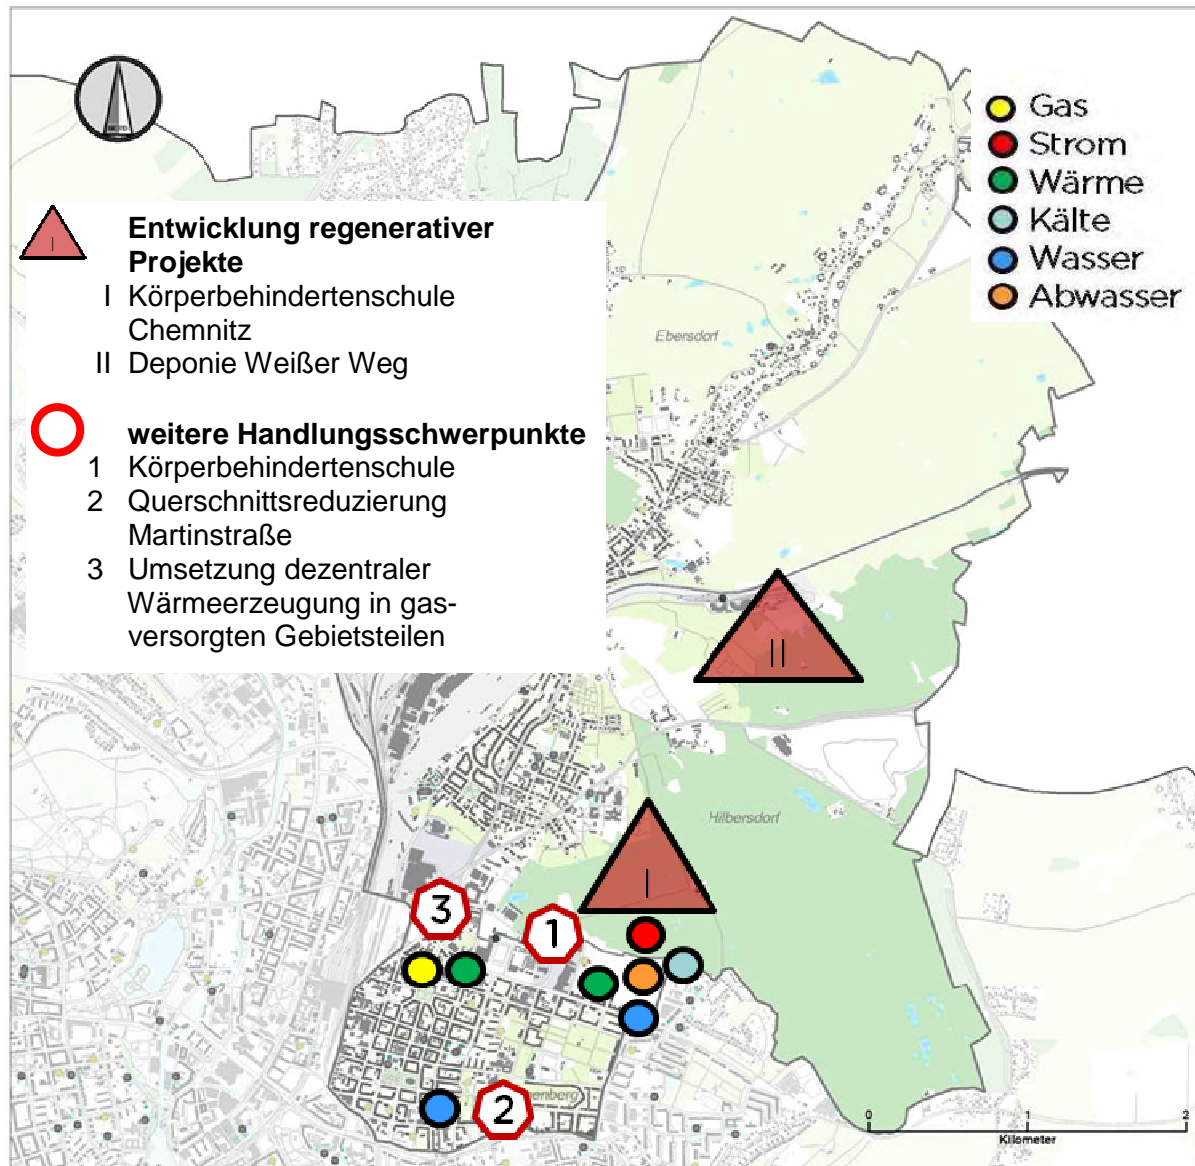 Gas
Strom
Wärme
Kälte
Wasser
Abwasser
I
Entwicklung regenerativer
Projekte
I Körperbehindertenschule
Chemnitz
II Deponie Weißer Weg
weitere Handlungsschwerpunkte
1 Körperbehindertenschule
2 Querschnittsreduzierung
Martinstraße
3 Umsetzung dezentraler
Wärmeerzeugung in gas-
versorgten Gebietsteilen
Ebersdorf
II
Hilbersdorf
I
3
1
2
0 1 2
Kilometer